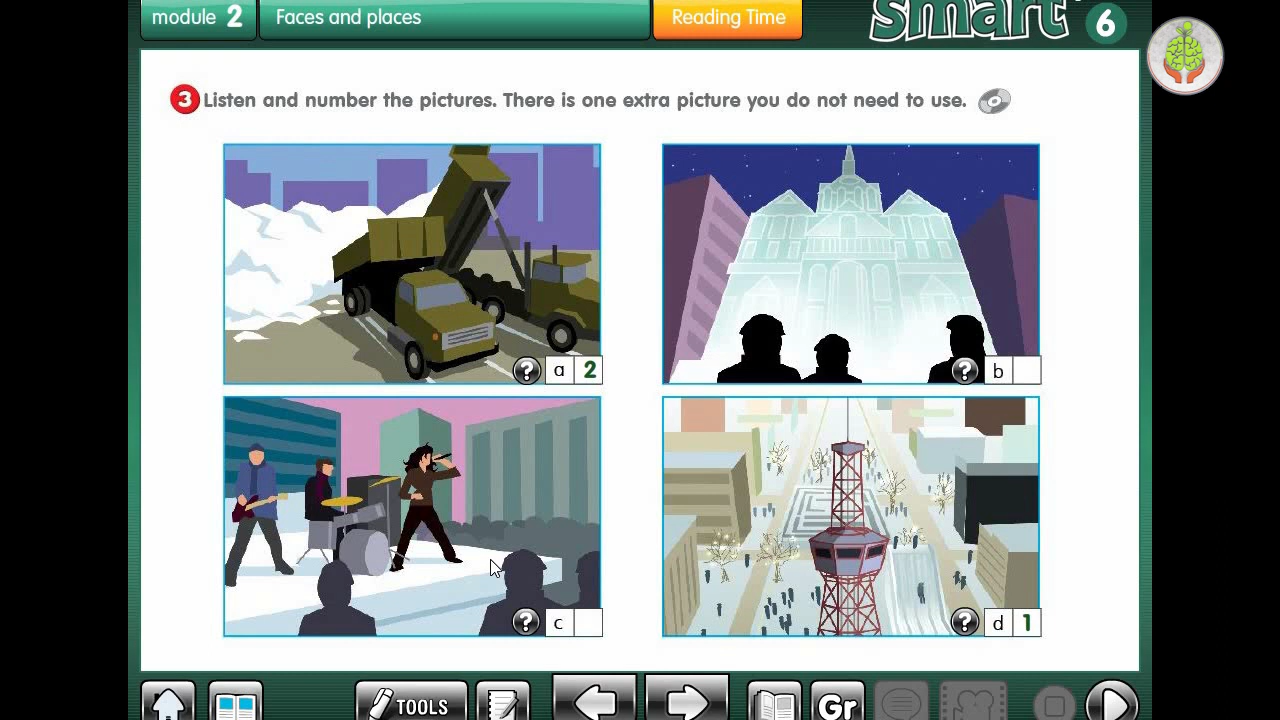 module 2
Faces and places
Reading Time
smart
6
3 Listen and number the pictures. There is one extra picture you do not need to use.
? a 2
? b
? c
? d 1
TOOLS
Gr